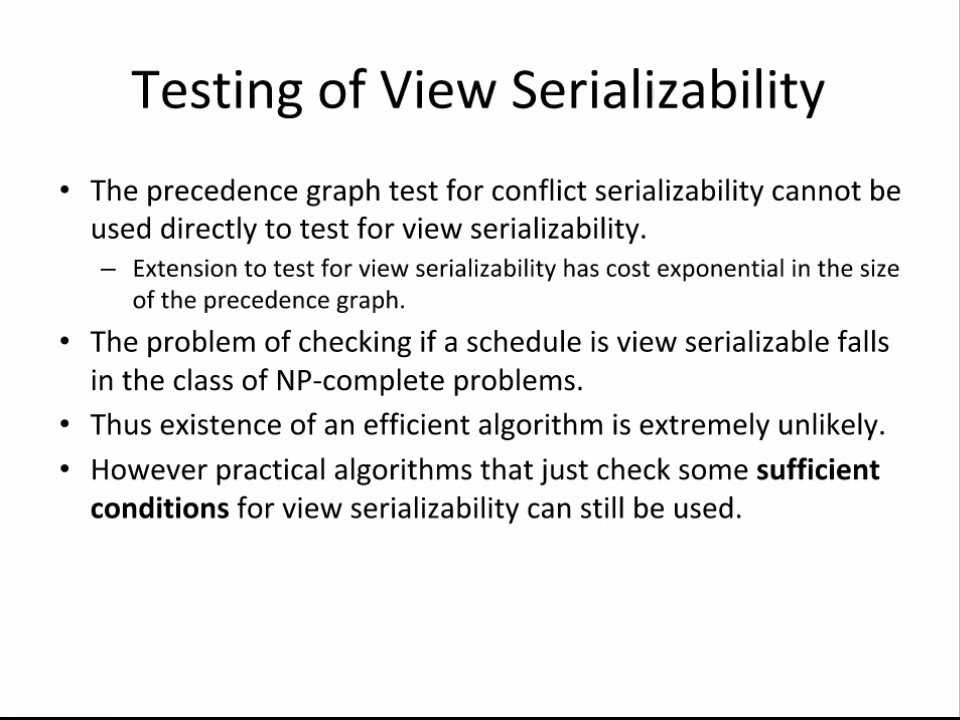 Testing of View Serializability
• The precedence graph test for conflict serializability cannot be
used directly to test for view serializability.
– Extension to test for view serializability has cost exponential in the size
of the precedence graph.
• The problem of checking if a schedule is view serializable falls
in the class of NP-complete problems.
• Thus existence of an efficient algorithm is extremely unlikely.
• However practical algorithms that just check some sufficient
conditions for view serializability can still be used.